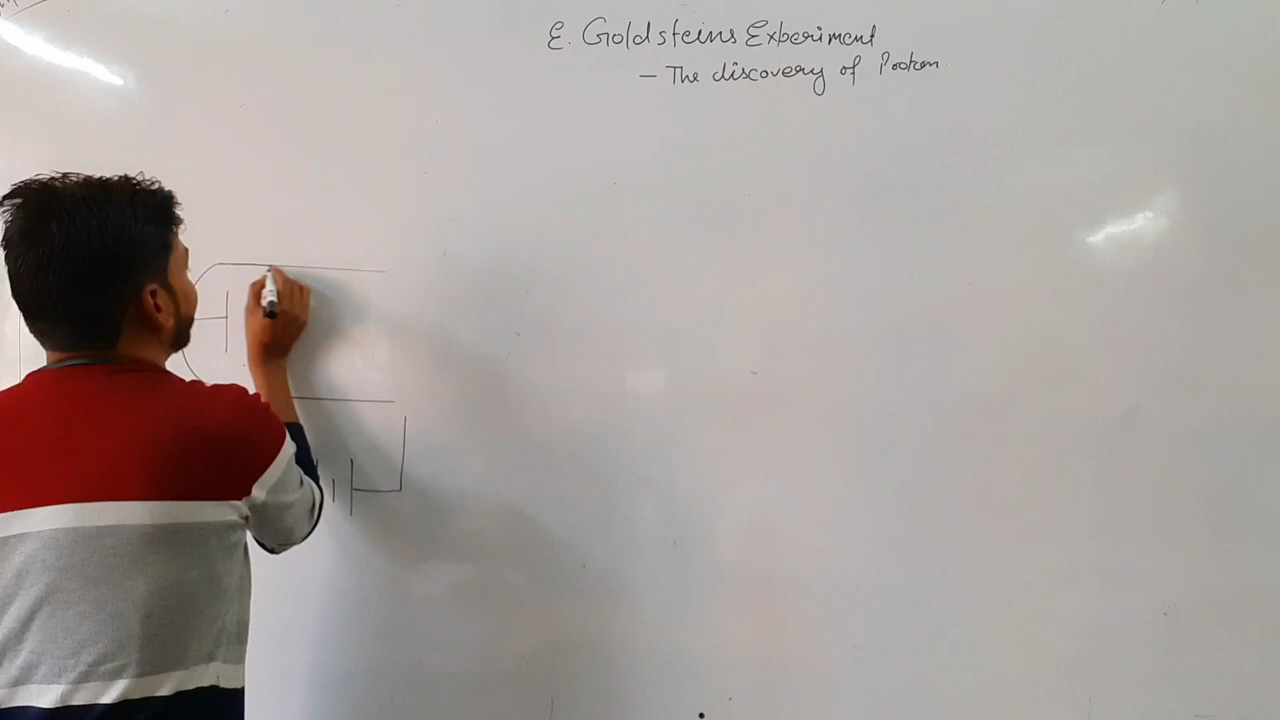 E. Goldsteins Experiment
— The discovery of Proton